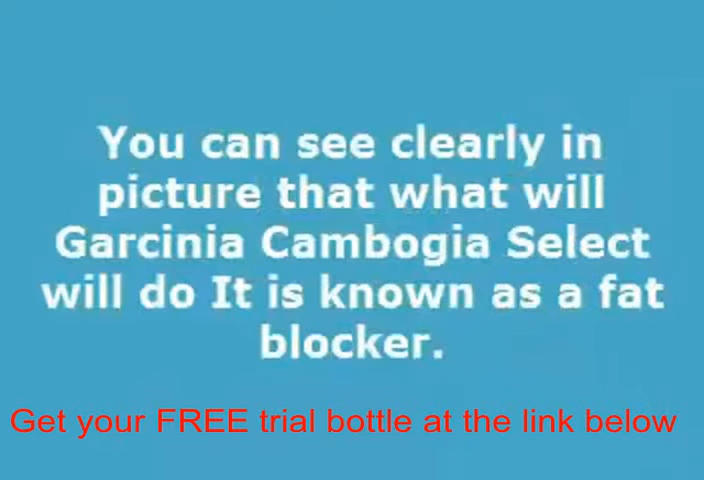 You can see clearly in
picture that what will
Garcinia Cambogia Select
will do It is known as a fat
blocker.
Get your FREE trial bottle at the link below